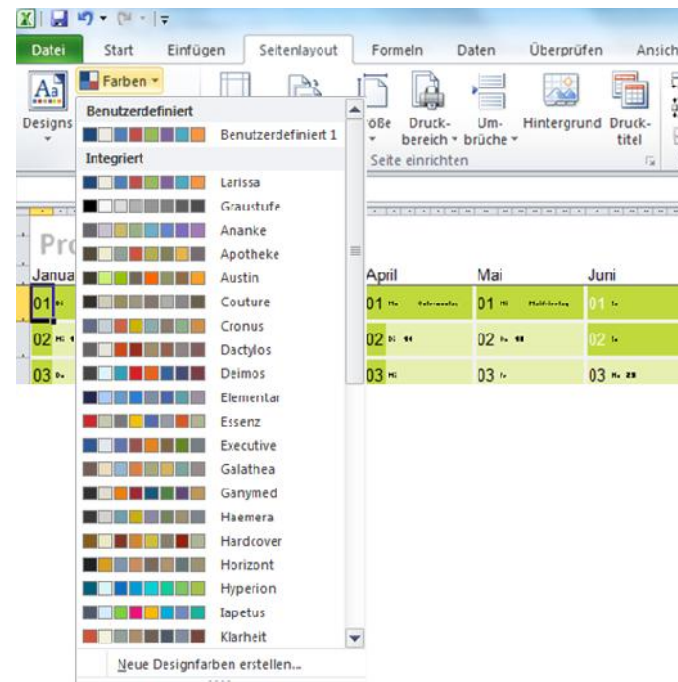 Datei Start Einfügen Seitenlayout Formeln Daten Überprüfen Ansich
Farben
Designs
Druck- Um- Hintergrund Druck-
bereich brüche titel
Seite einrichten
Benutzerdefiniert
Benutzerdefiniert 1
Integriert
Larissa
Graustufe
Ananke
Apotheke
Austin
Couture
Cronus
Dactylos
Deimos
Elementar
Essenz
Executive
Galathea
Ganymed
Haemera
Hardcover
Horizont
Hyperion
Iapetus
Klarheit
Neue Designfarben erstellen...
Janua April Mai Juni
01 01 01 01
02 02 02 02
03 03 03 03